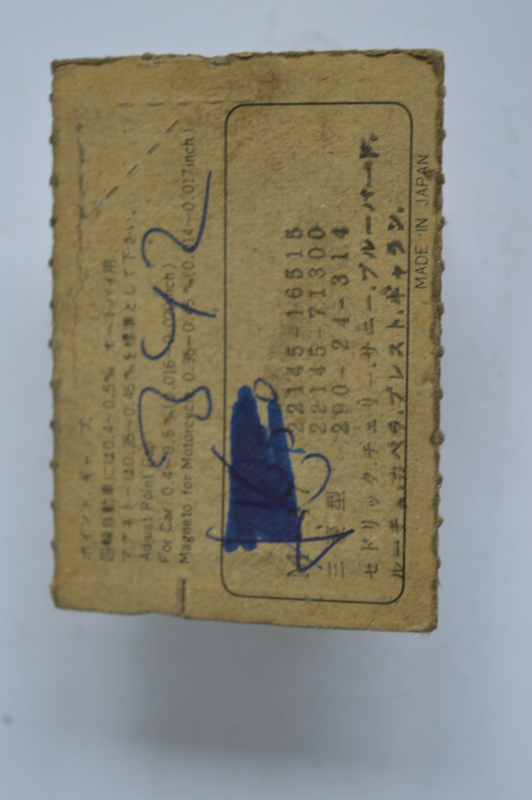 ポイント ギャップ
四輪自動車には0.4–0.5% オートバイ用
マグネトーは0.35–0.45%を標準として下さい。
Adjust Point Gap
For Car 0.4–0.5 % 0.016–0.020inch)
Magneto for Motorcycle 0.35–0.45 %(0.014–0.017inch)
342
22145-16515
22145-71300
三菱型 290-24-314
セドリック.チェリー.サニー.ブルーバード.
ルーチェ.カペラ.プレスト.ギャラン.
MADE IN JAPAN